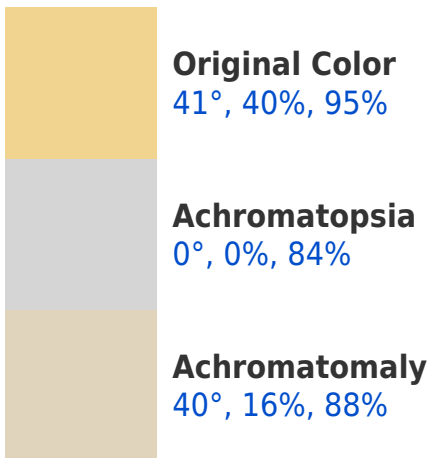 Original Color
41°, 40%, 95%
Achromatopsia
0°, 0%, 84%
Achromatomaly
40°, 16%, 88%